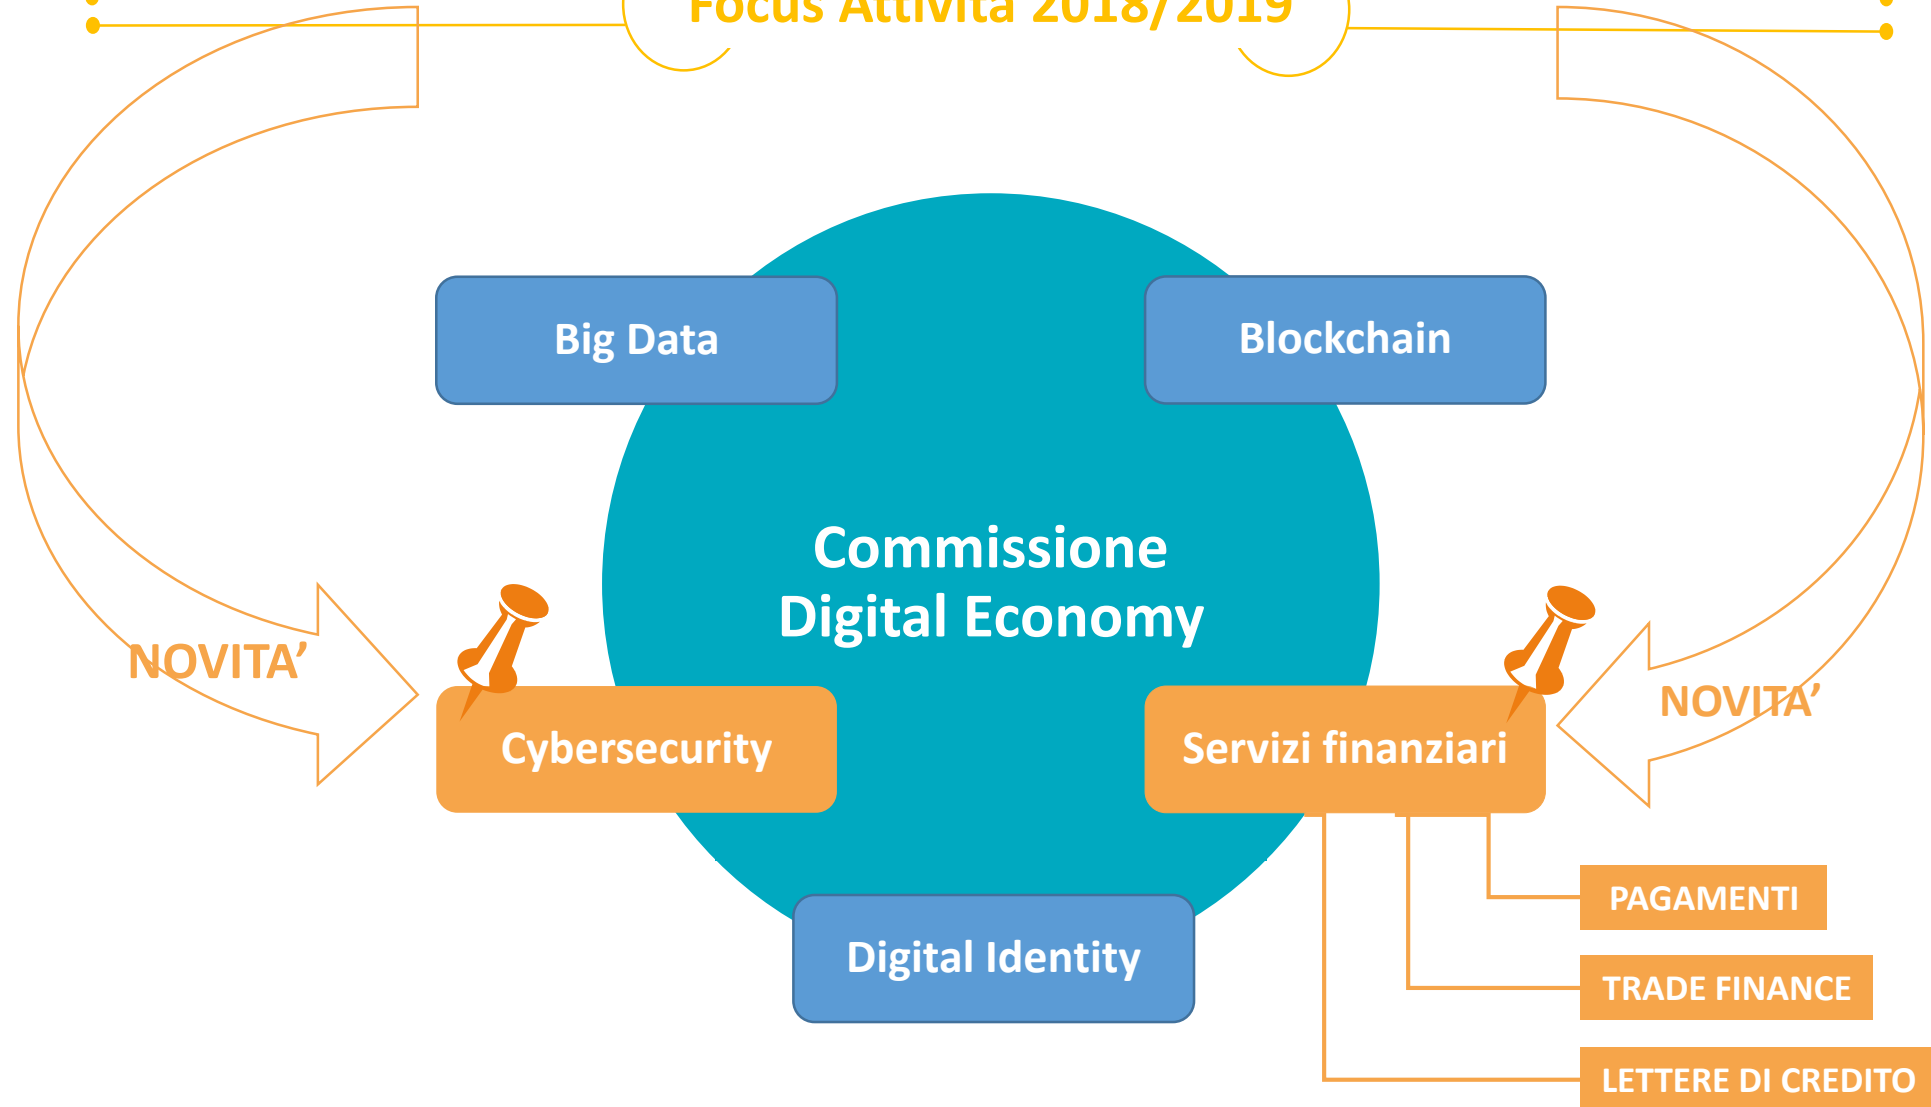 Focus Attività 2018/2019
Big Data
Blockchain
Commissione
Digital Economy
NOVITA’
NOVITA’
Cybersecurity
Servizi finanziari
PAGAMENTI
Digital Identity
TRADE FINANCE
LETTERE DI CREDITO